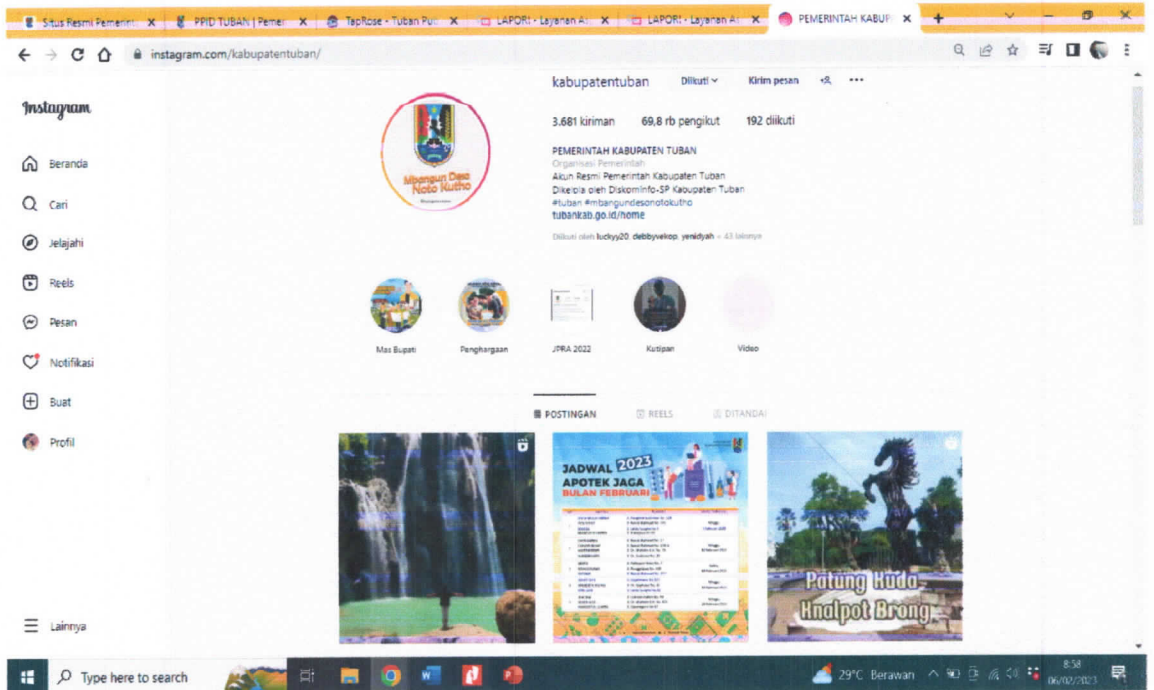 Situs Resmi Pemerint
PPID TUBAN | Pemer
TapRose - Tuban Pu
LAPOR! - Layanan As
LAPOR! - Layanan As
PEMERINTAH KABUP
instagram.com/kabupatentuban/
Instagram
Beranda
Cari
Jelajahi
Reels
Pesan
Notifikasi
Buat
Profil
Lainnya
kabupatentuban Diikuti Kirim pesan
3.681 kiriman 69,8 rb pengikut 192 diikuti
PEMERINTAH KABUPATEN TUBAN
Organisasi Pemerintah
Akun Resmi Pemerintah Kabupaten Tuban
Dikelola oleh Diskominfo-SP Kabupaten Tuban
#tuban #mbangundesonotokutho
tubankab.go.id/home
Diikuti oleh luckyy20, debbyvekop, yenidyah + 43 lainnya
Mbangun Deso
Noto Kutho
Mas Bupati
Penghargaan
JPRA 2022
Kutipan
Video
POSTINGAN REELS DITANDAI
JADWAL 2023
APOTEK JAGA
BULAN FEBRUARI
Patung Kuda
Knalpot Brong
Type here to search
29°C Berawan
8:58
06/02/2023